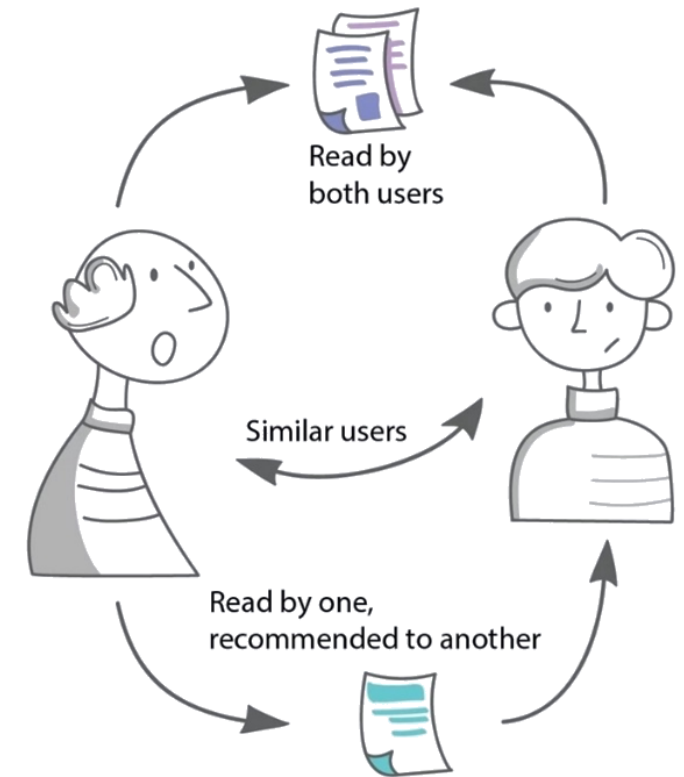 Read by
both users
Similar users
Read by one,
recommended to another